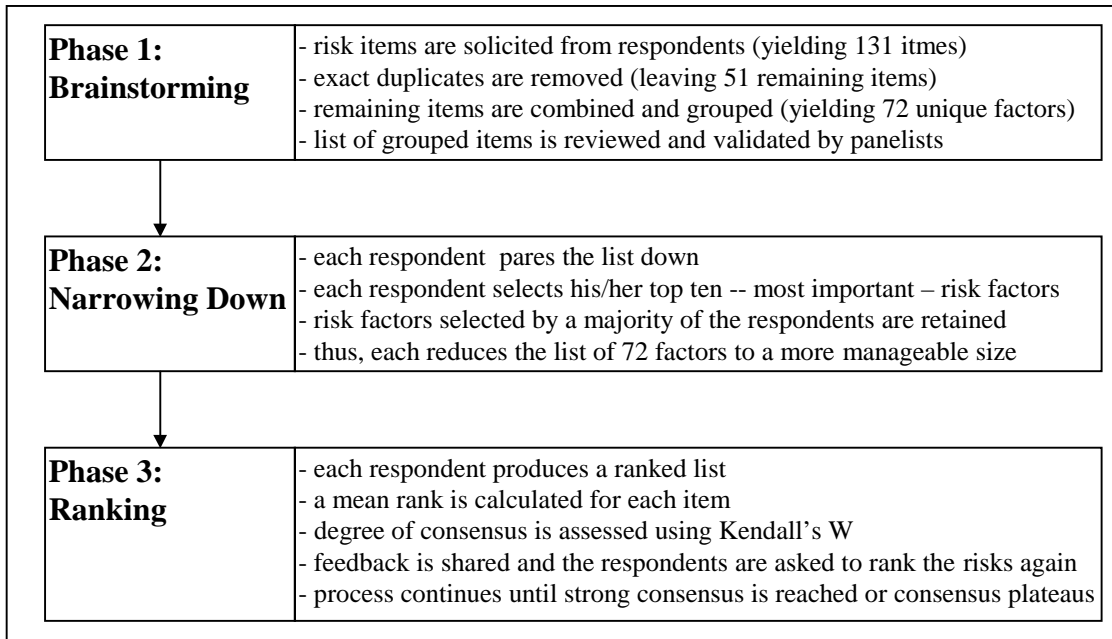 Phase 1:
Brainstorming
- risk items are solicited from respondents (yielding 131 itmes)
- exact duplicates are removed (leaving 51 remaining items)
- remaining items are combined and grouped (yielding 72 unique factors)
- list of grouped items is reviewed and validated by panelists
Phase 2:
Narrowing Down
- each respondent  pares the list down
- each respondent selects his/her top ten -- most important – risk factors
- risk factors selected by a majority of the respondents are retained
- thus, each reduces the list of 72 factors to a more manageable size
Phase 3:
Ranking
- each respondent produces a ranked list
- a mean rank is calculated for each item
- degree of consensus is assessed using Kendall’s W
- feedback is shared and the respondents are asked to rank the risks again
- process continues until strong consensus is reached or consensus plateaus